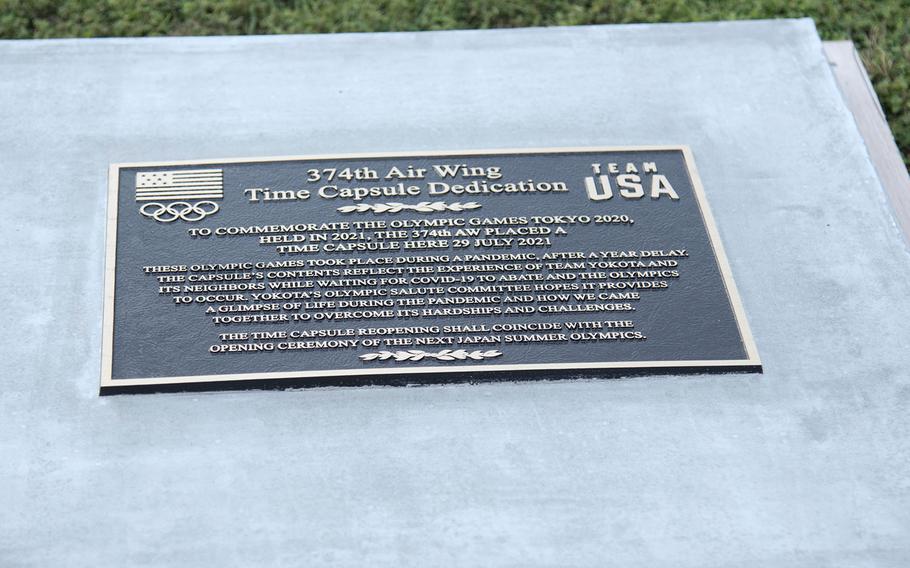 374th Air Wing
Time Capsule Dedication
TEAM
USA
TO COMMEMORATE THE OLYMPIC GAMES TOKYO 2020,
HELD IN 2021, THE 374th AW PLACED A
TIME CAPSULE HERE 29 JULY 2021
THESE OLYMPIC GAMES TOOK PLACE DURING A PANDEMIC, AFTER A YEAR DELAY.
THE CAPSULE'S CONTENTS REFLECT THE EXPERIENCE OF TEAM YOKOTA AND
ITS NEIGHBORS WHILE WAITING FOR COVID-19 TO ABATE AND THE OLYMPICS
TO OCCUR. YOKOTA'S OLYMPIC SALUTE COMMITTEE HOPES IT PROVIDES
A GLIMPSE OF LIFE DURING THE PANDEMIC AND HOW WE CAME
TOGETHER TO OVERCOME ITS HARDSHIPS AND CHALLENGES.
THE TIME CAPSULE REOPENING SHALL COINCIDE WITH THE
OPENING CEREMONY OF THE NEXT JAPAN SUMMER OLYMPICS.